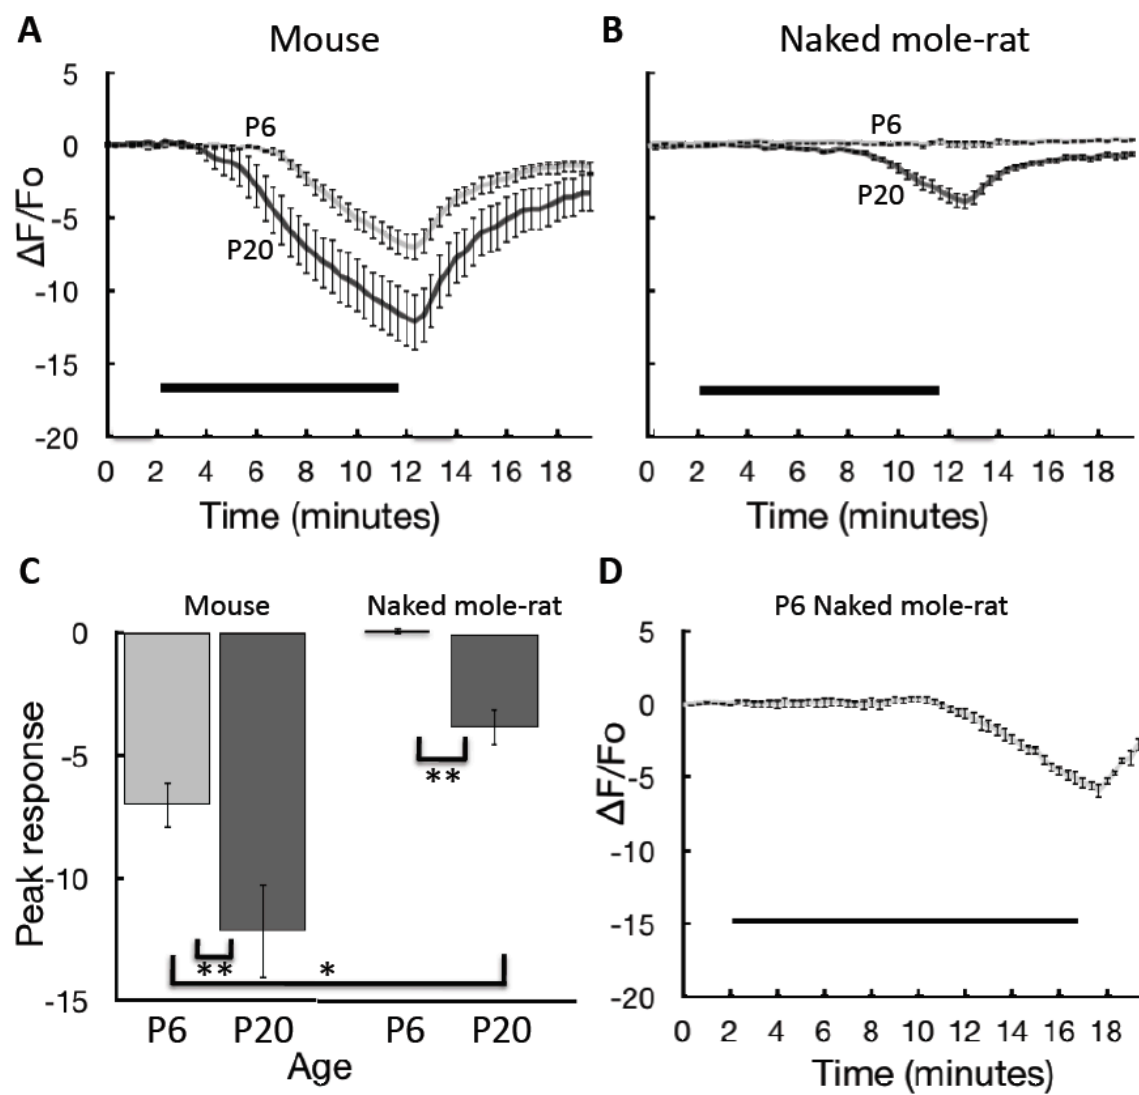 A
Mouse
5
0
-5
-10
-15
-20
ΔF/Fo
P6
P20
0 2 4 6 8 10 12 14 16 18
Time (minutes)
B
Naked mole-rat
P6
P20
0 2 4 6 8 10 12 14 16 18
Time (minutes)
C
Mouse
Naked mole-rat
0
-5
-10
-15
Peak response
**
**
*
P6 P20 P6 P20
Age
D
P6 Naked mole-rat
5
0
-5
-10
-15
-20
ΔF/Fo
0 2 4 6 8 10 12 14 16 18
Time (minutes)